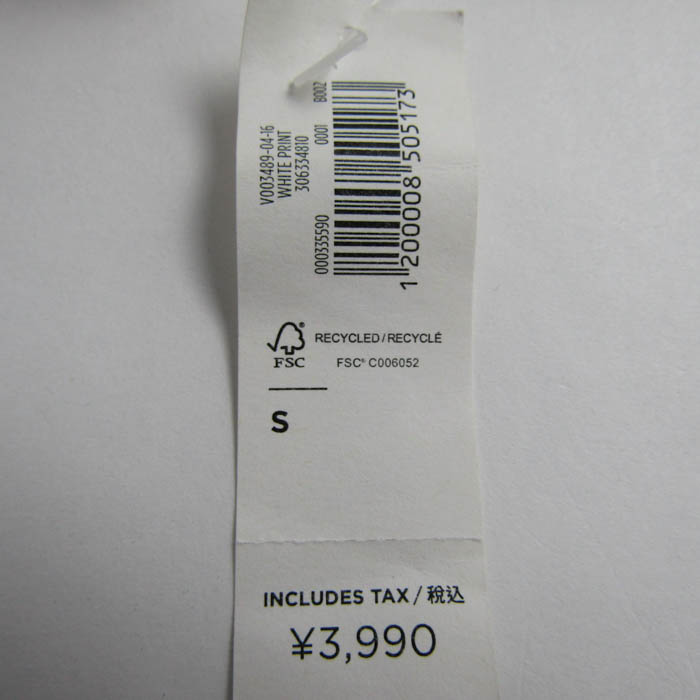 V003489-04-16
WHITE PRINT
306334810
000335590 0001 B002
1 200008 505173
FSC®
RECYCLED/RECYCLÉ
FSC® C006052
S
INCLUDES TAX/税込
¥3,990